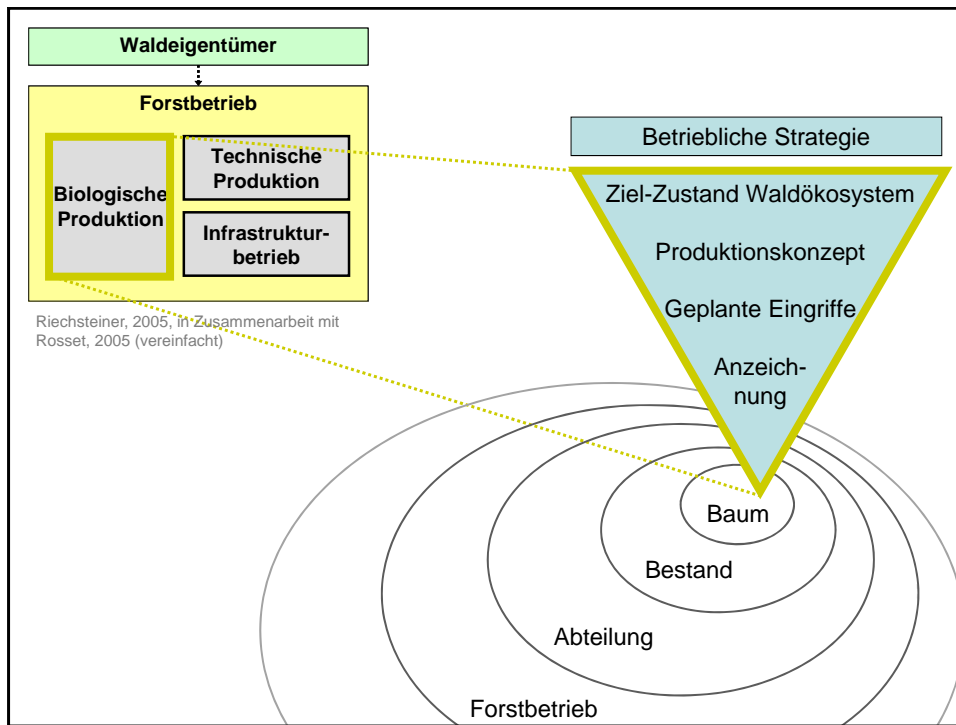 Waldeigentümer
Forstbetrieb
Biologische
Produktion
Technische
Produktion
Infrastruktur-
betrieb
Riechsteiner, 2005, in Zusammenarbeit mit
Rosset, 2005 (vereinfacht)
Betriebliche Strategie
Ziel-Zustand Waldökosystem
Produktionskonzept
Geplante Eingriffe
Anzeich-
nung
Baum
Bestand
Abteilung
Forstbetrieb